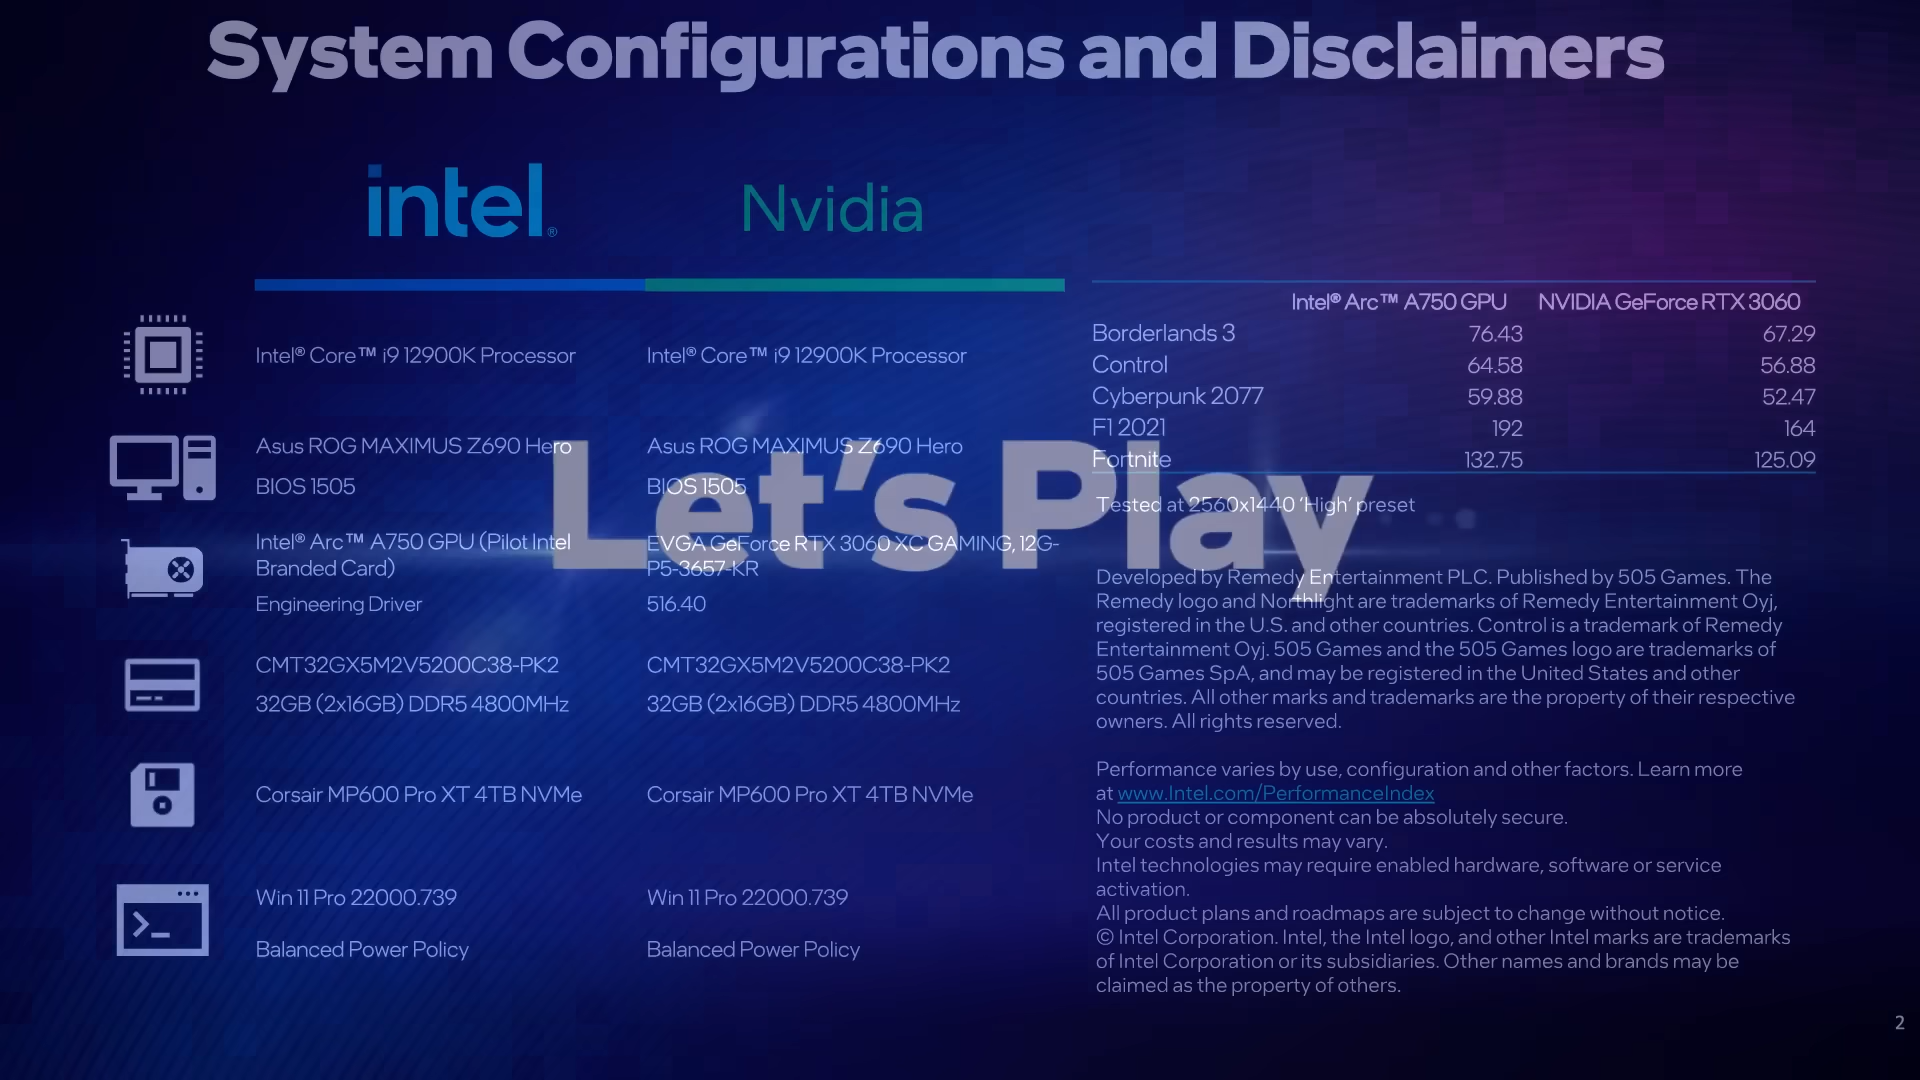 System Configurations and Disclaimers
intel®
Nvidia
Intel® Core™ i9 12900K Processor
Intel® Core™ i9 12900K Processor
Asus ROG MAXIMUS Z690 Hero
Asus ROG MAXIMUS Z690 Hero
BIOS 1505
BIOS 1505
Intel® Arc™ A750 GPU (Pilot Intel
Branded Card)
EVGA GeForce RTX 3060 XC GAMING, 12G-
P5-3657-KR
Engineering Driver
516.40
CMT32GX5M2V5200C38-PK2
CMT32GX5M2V5200C38-PK2
32GB (2x16GB) DDR5 4800MHz
32GB (2x16GB) DDR5 4800MHz
Corsair MP600 Pro XT 4TB NVMe
Corsair MP600 Pro XT 4TB NVMe
Win 11 Pro 22000.739
Win 11 Pro 22000.739
Balanced Power Policy
Balanced Power Policy
Let's Play
Intel® Arc™ A750 GPU NVIDIA GeForce RTX 3060
Borderlands 3 76.43 67.29
Control 64.58 56.88
Cyberpunk 2077 59.88 52.47
F1 2021 192 164
Fortnite 132.75 125.09
Tested at 2560x1440 ‘High’ preset
Developed by Remedy Entertainment PLC. Published by 505 Games. The
Remedy logo and Northlight are trademarks of Remedy Entertainment Oyj,
registered in the U.S. and other countries. Control is a trademark of Remedy
Entertainment Oyj. 505 Games and the 505 Games logo are trademarks of
505 Games SpA, and may be registered in the United States and other
countries. All other marks and trademarks are the property of their respective
owners. All rights reserved.
Performance varies by use, configuration and other factors. Learn more
at www.Intel.com/PerformanceIndex
No product or component can be absolutely secure.
Your costs and results may vary.
Intel technologies may require enabled hardware, software or service
activation.
All product plans and roadmaps are subject to change without notice.
© Intel Corporation. Intel, the Intel logo, and other Intel marks are trademarks
of Intel Corporation or its subsidiaries. Other names and brands may be
claimed as the property of others.
2